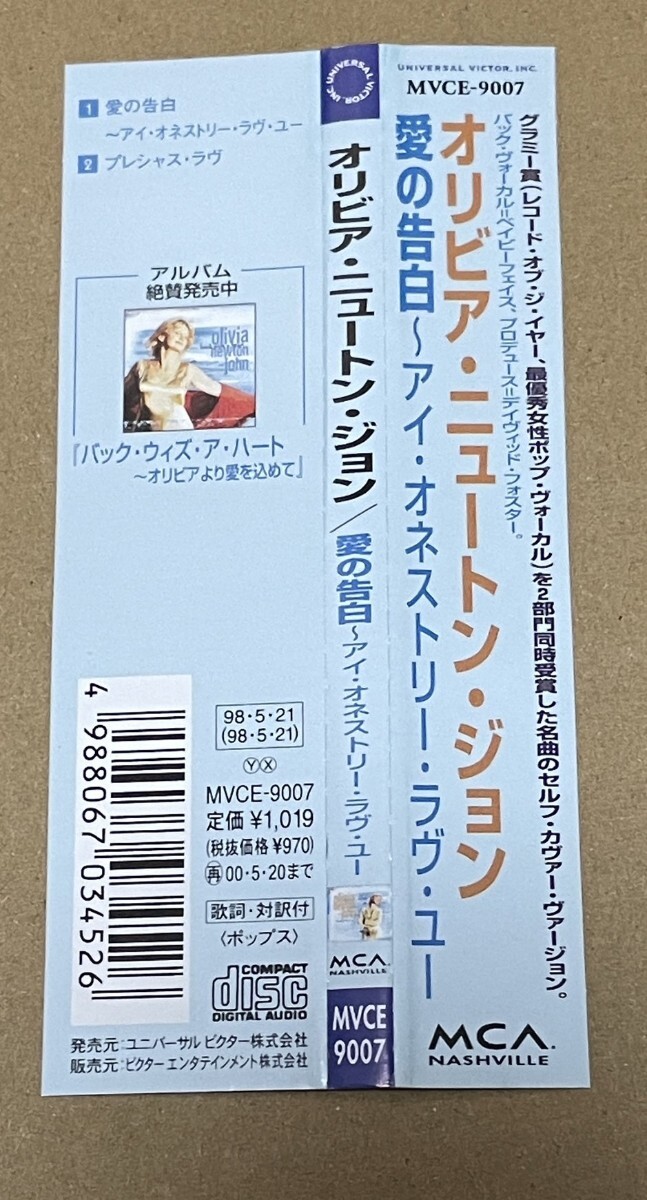 UNIVERSAL VICTOR, INC.
MVCE-9007
グラミー賞(レコード・オブ・ジ・イヤー、最優秀女性ポップ・ヴォーカル)を2部門同時受賞した名曲のセルフ・カヴァー・ヴァージョン。
バック・ヴォーカル=ベイビーフェイス、プロデュース=デイヴィッド・フォスター。
オリビア・ニュートン・ジョン
愛の告白〜アイ・オネストリー・ラヴ・ユー
MCA
NASHVILLE
UNIVERSAL VICTOR, INC.
オリビア・ニュートン・ジョン/愛の告白〜アイ・オネストリー・ラヴ・ユー
MCA
NASHVILLE
MVCE
9007
1 愛の告白
〜アイ・オネストリー・ラヴ・ユー
2 プレシャス・ラヴ
アルバム
絶賛発売中
olivia
newton
john
『バック・ウィズ・ア・ハート
〜オリビアより愛を込めて』
4 988067 034526
98・5・21
(98・5・21)
Ⓨ Ⓧ
MVCE-9007
定価 ¥1,019
(税抜価格 ¥970)
再 00・5・20まで
歌詞・対訳付
〈ポップス〉
COMPACT
disc
DIGITAL AUDIO
発売元:ユニバーサル ビクター株式会社
販売元:ビクター エンタテインメント株式会社